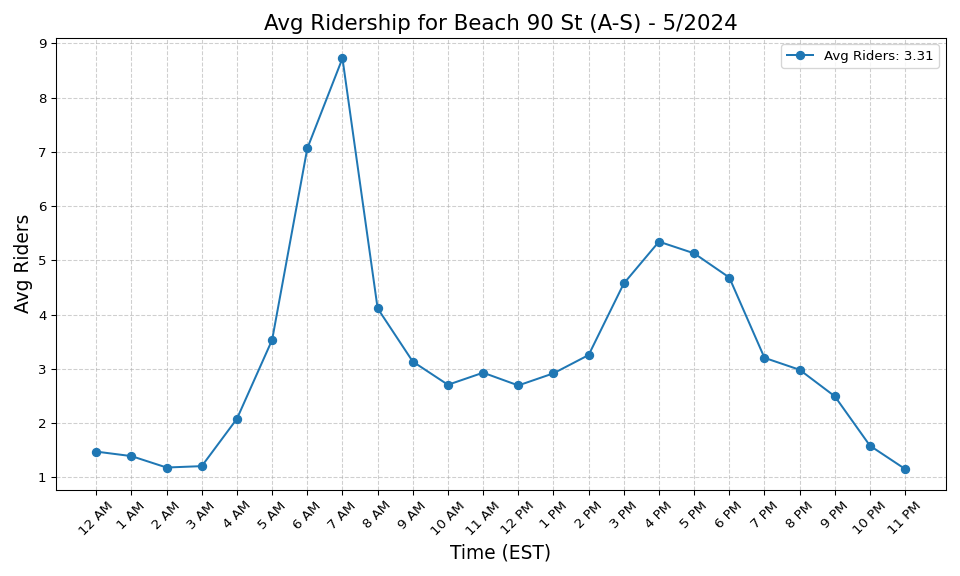 Avg Ridership for Beach 90 St (A-S) - 5/2024
Avg Riders: 3.31
Avg Riders
9
8
7
6
5
4
3
2
1
12 AM
1 AM
2 AM
3 AM
4 AM
5 AM
6 AM
7 AM
8 AM
9 AM
10 AM
11 AM
12 PM
1 PM
2 PM
3 PM
4 PM
5 PM
6 PM
7 PM
8 PM
9 PM
10 PM
11 PM
Time (EST)